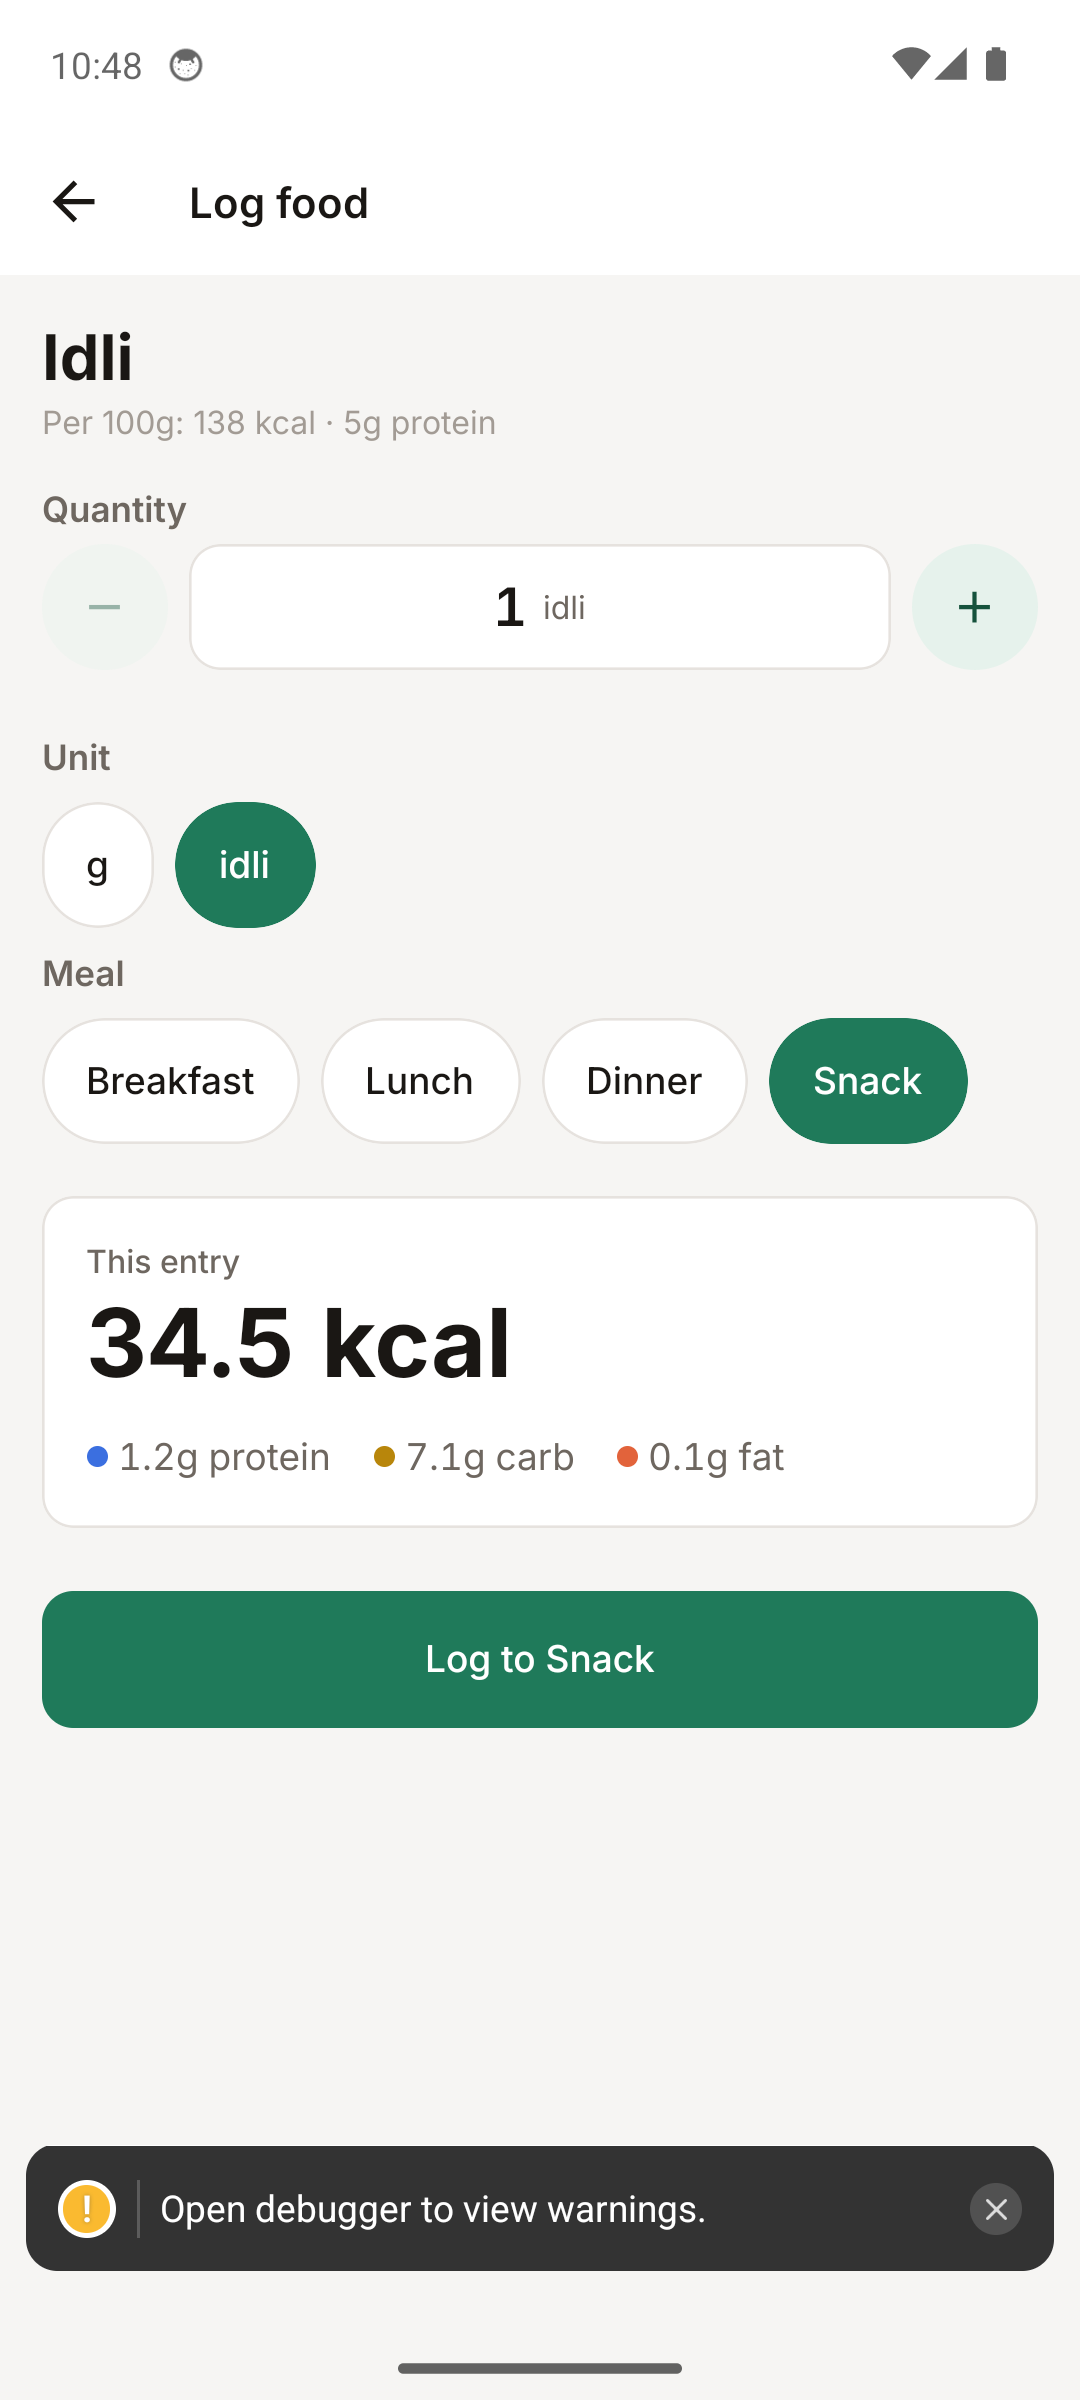 10:48
Log food
Idli
Per 100g: 138 kcal · 5g protein
Quantity
− 1 idli +
Unit
g idli
Meal
Breakfast Lunch Dinner Snack
This entry
34.5 kcal
1.2g protein 7.1g carb 0.1g fat
Log to Snack
! Open debugger to view warnings.